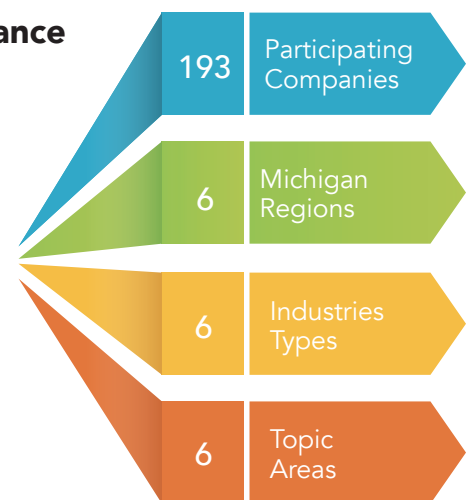 ance
193
Participating
Companies
6
Michigan
Regions
6
Industries
Types
6
Topic
Areas